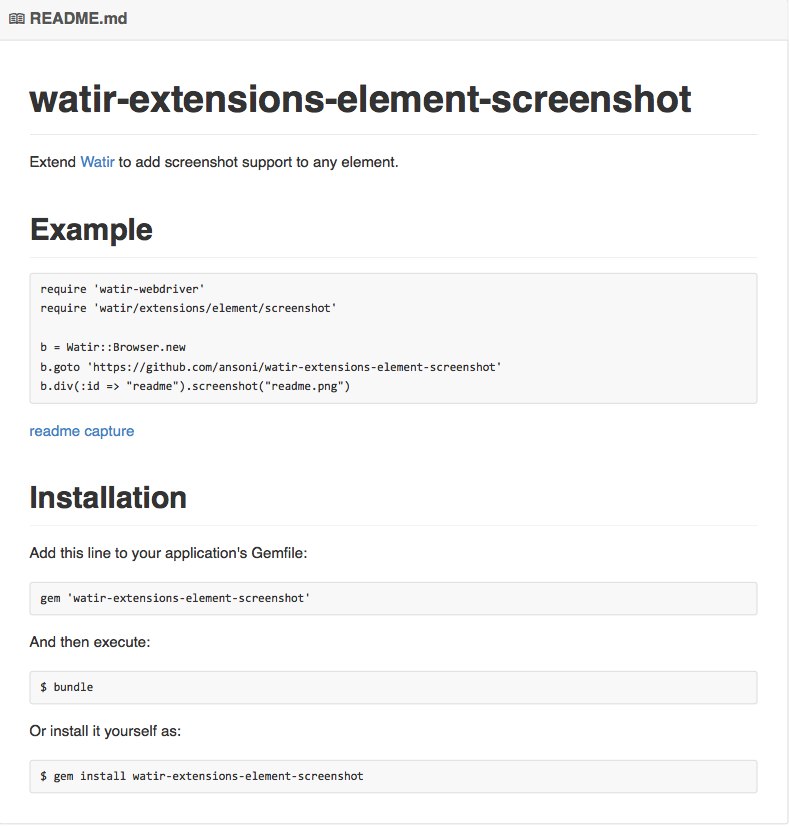 README.md
watir-extensions-element-screenshot
Extend Watir to add screenshot support to any element.
Example
require 'watir-webdriver'
require 'watir/extensions/element/screenshot'
b = Watir::Browser.new
b.goto 'https://github.com/ansoni/watir-extensions-element-screenshot'
b.div(:id => "readme").screenshot("readme.png")
readme capture
Installation
Add this line to your application's Gemfile:
gem 'watir-extensions-element-screenshot'
And then execute:
$ bundle
Or install it yourself as:
$ gem install watir-extensions-element-screenshot